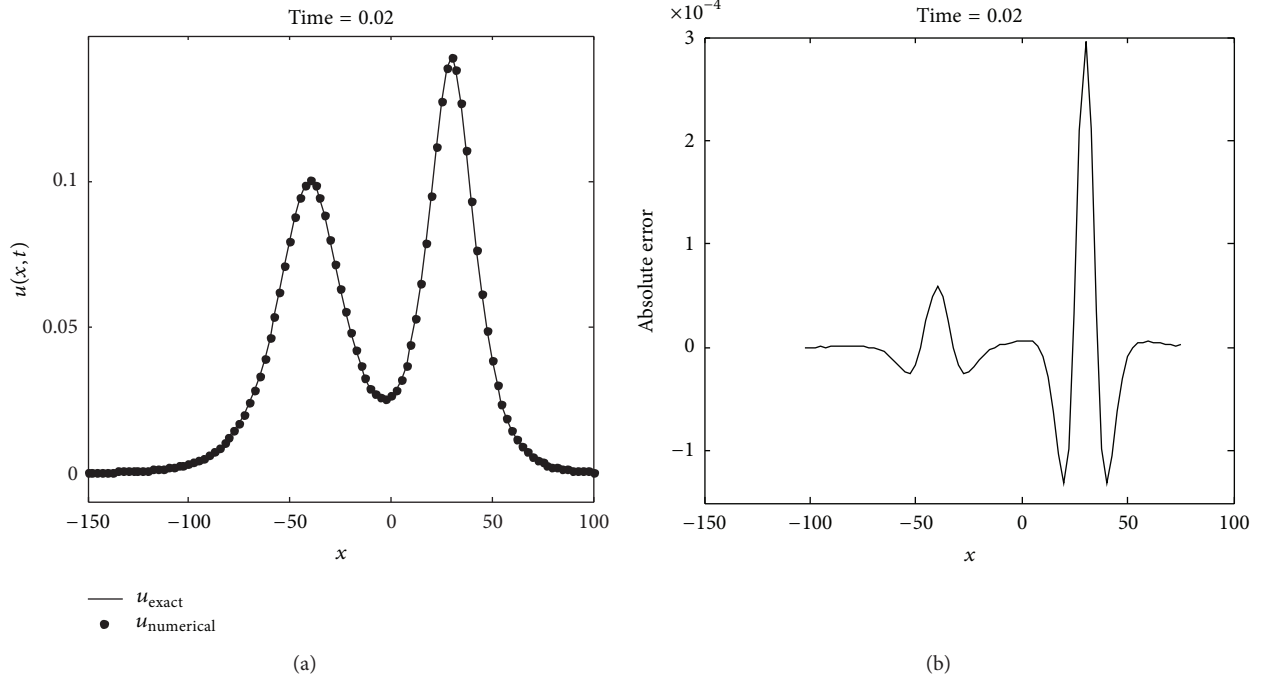 Time = 0.02
0.1
0.05
0
−150
−100
−50
0
50
100
u(x, t)
x
u_exact
u_numerical
(a)
×10−4
Time = 0.02
3
2
1
0
−1
−150
−100
−50
0
50
100
Absolute error
x
(b)